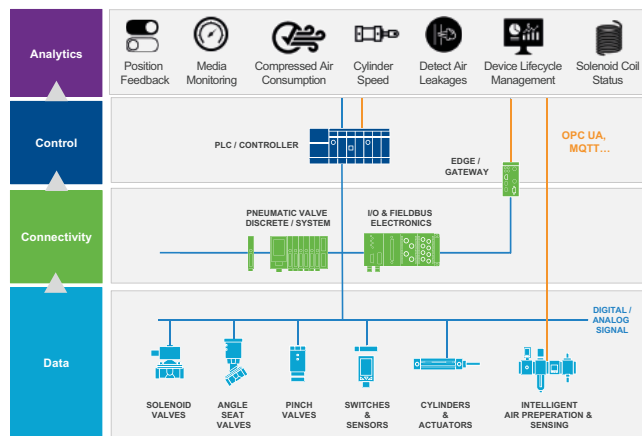 Analytics
Position
Feedback
Media
Monitoring
Compressed Air
Consumption
Cylinder
Speed
Detect Air
Leakages
Device Lifecycle
Management
Solenoid Coil
Status
Control
PLC / CONTROLLER
EDGE /
GATEWAY
OPC UA,
MQTT...
Connectivity
PNEUMATIC VALVE
DISCRETE / SYSTEM
I/O & FIELDBUS
ELECTRONICS
Data
DIGITAL /
ANALOG
SIGNAL
SOLENOID
VALVES
ANGLE
SEAT
VALVES
PINCH
VALVES
SWITCHES
&
SENSORS
CYLINDERS
&
ACTUATORS
INTELLIGENT
AIR PREPERATION &
SENSING